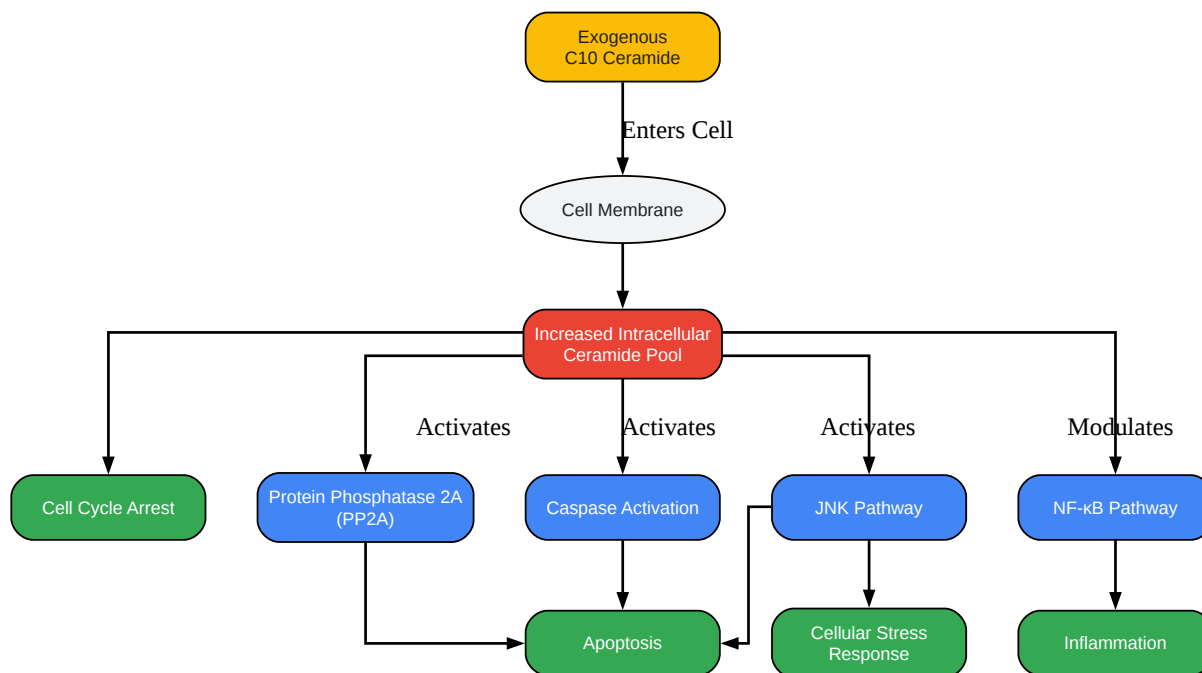 Exogenous
C10 Ceramide
Enters Cell
Cell Membrane
Increased Intracellular
Ceramide Pool
Activates
Activates
Activates
Modulates
Cell Cycle Arrest
Protein Phosphatase 2A
(PP2A)
Caspase Activation
JNK Pathway
NF-κB Pathway
Apoptosis
Cellular Stress
Response
Inflammation